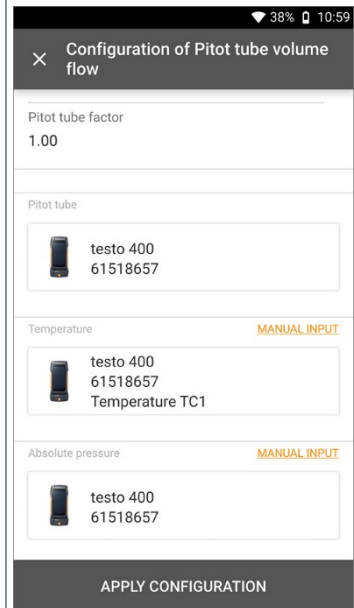 38% 10:59
Configuration of Pitot tube volume
flow
Pitot tube factor
1.00
Pitot tube
testo 400
61518657
Temperature MANUAL INPUT
testo 400
61518657
Temperature TC1
Absolute pressure MANUAL INPUT
testo 400
61518657
APPLY CONFIGURATION